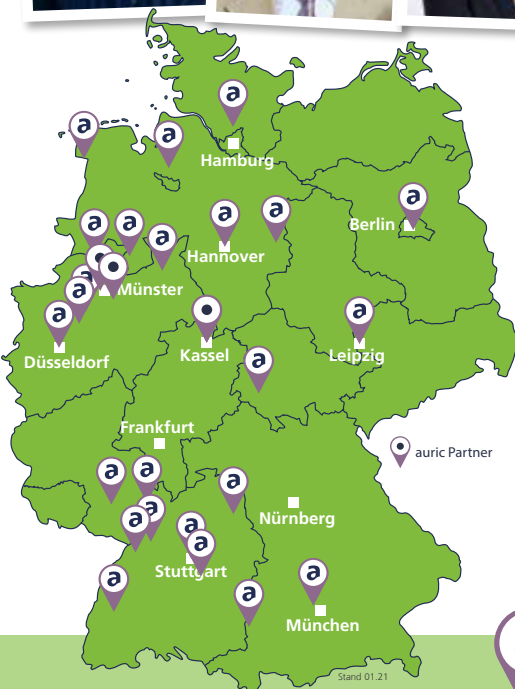 a
a
a
Hamburg
a
a
Berlin
a
a
a
a
Hannover
a
a
Münster
a
Düsseldorf
Kassel
a
Leipzig
a
Frankfurt
auric Partner
a
a
a
Nürnberg
a
a
a
a
Stuttgart
a
a
a
München
Stand 01.21